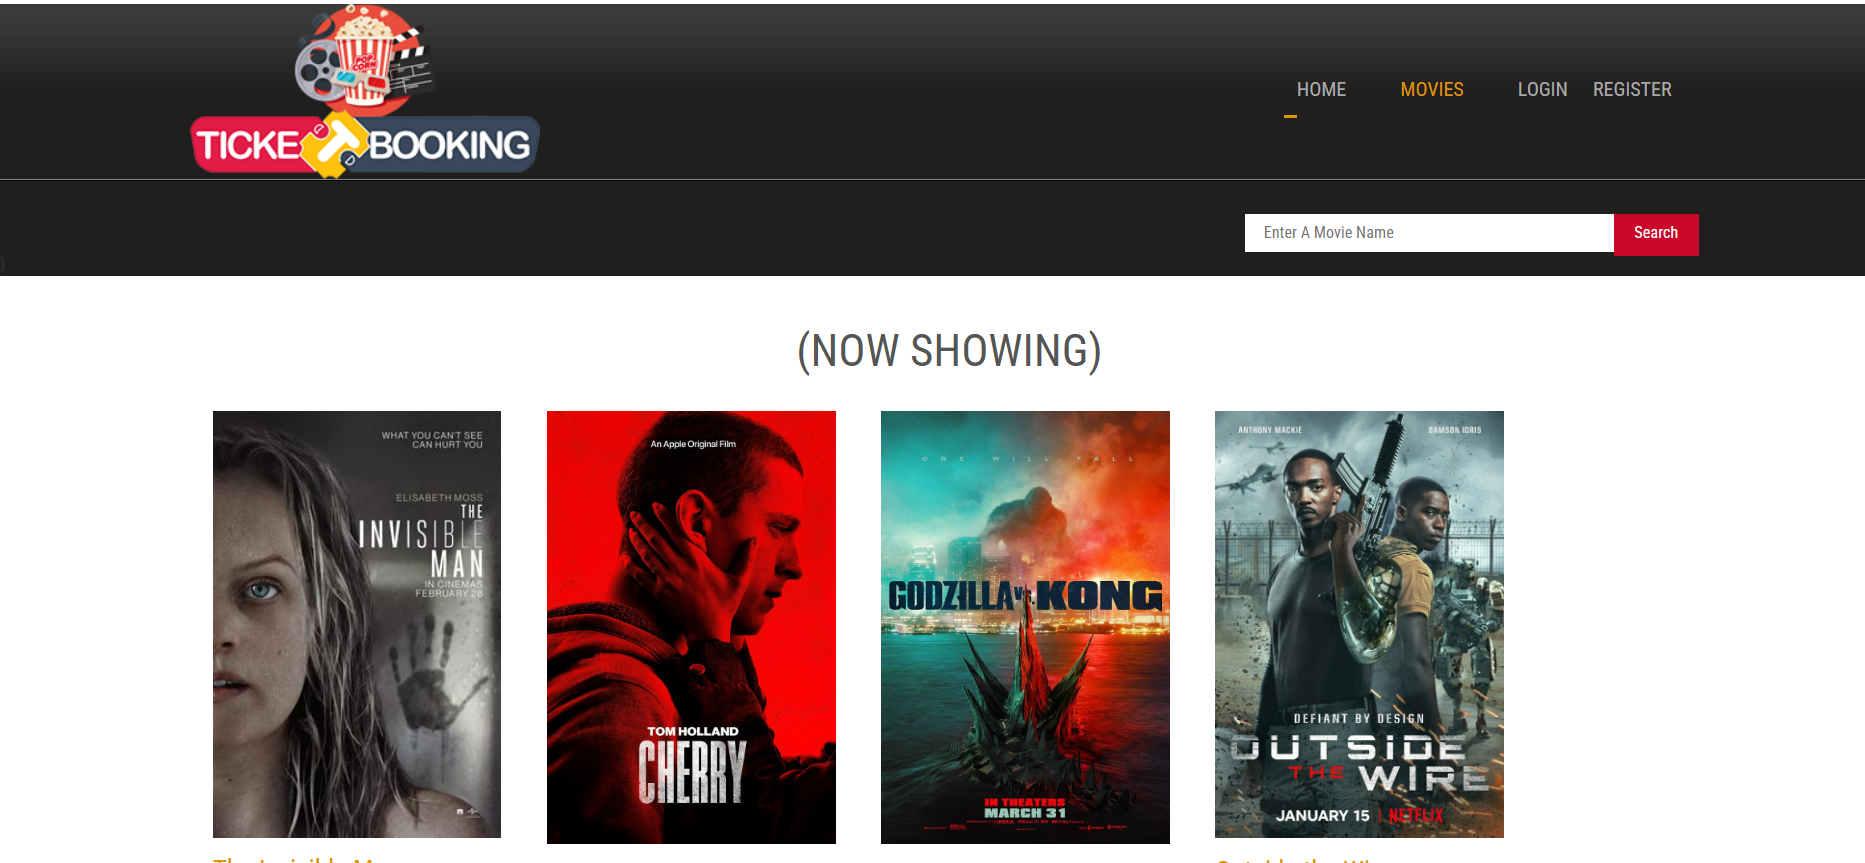 POP
CORN
TICKET BOOKING
HOME MOVIES LOGIN REGISTER
Enter A Movie Name Search
}
(NOW SHOWING)
WHAT YOU CAN'T SEE
CAN HURT YOU
ELISABETH MOSS
THE
INVISIBLE
MAN
IN CINEMAS
FEBRUARY 28
An Apple Original Film
TOM HOLLAND
CHERRY
ONE WILL FALL
GODZILLA vs. KONG
IN THEATERS
MARCH 31
ANTHONY MACKIE DAMSON IDRIS
DEFIANT BY DESIGN
OUTSIDE
THE WIRE
JANUARY 15 | NETFLIX